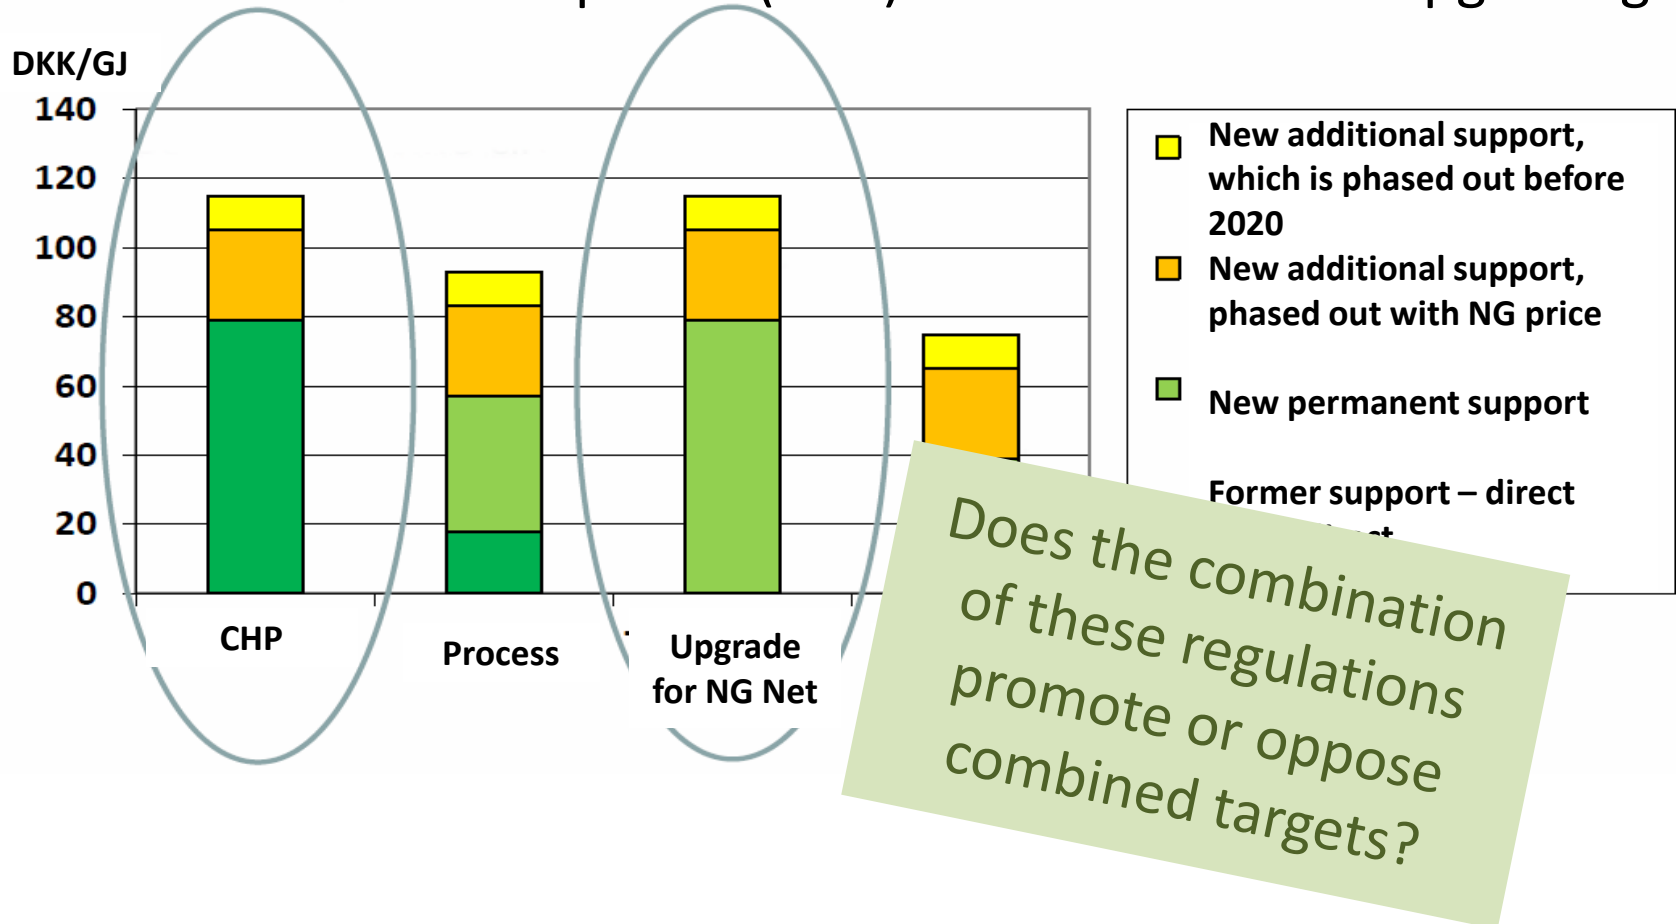 DKK/GJ
140
120
100
80
60
40
20
0
CHP
Process
Upgrade
for NG Net
New additional support,
which is phased out before
2020
New additional support,
phased out with NG price
New permanent support
Former support – direct
Does the combination
of these regulations
promote or oppose
combined targets?